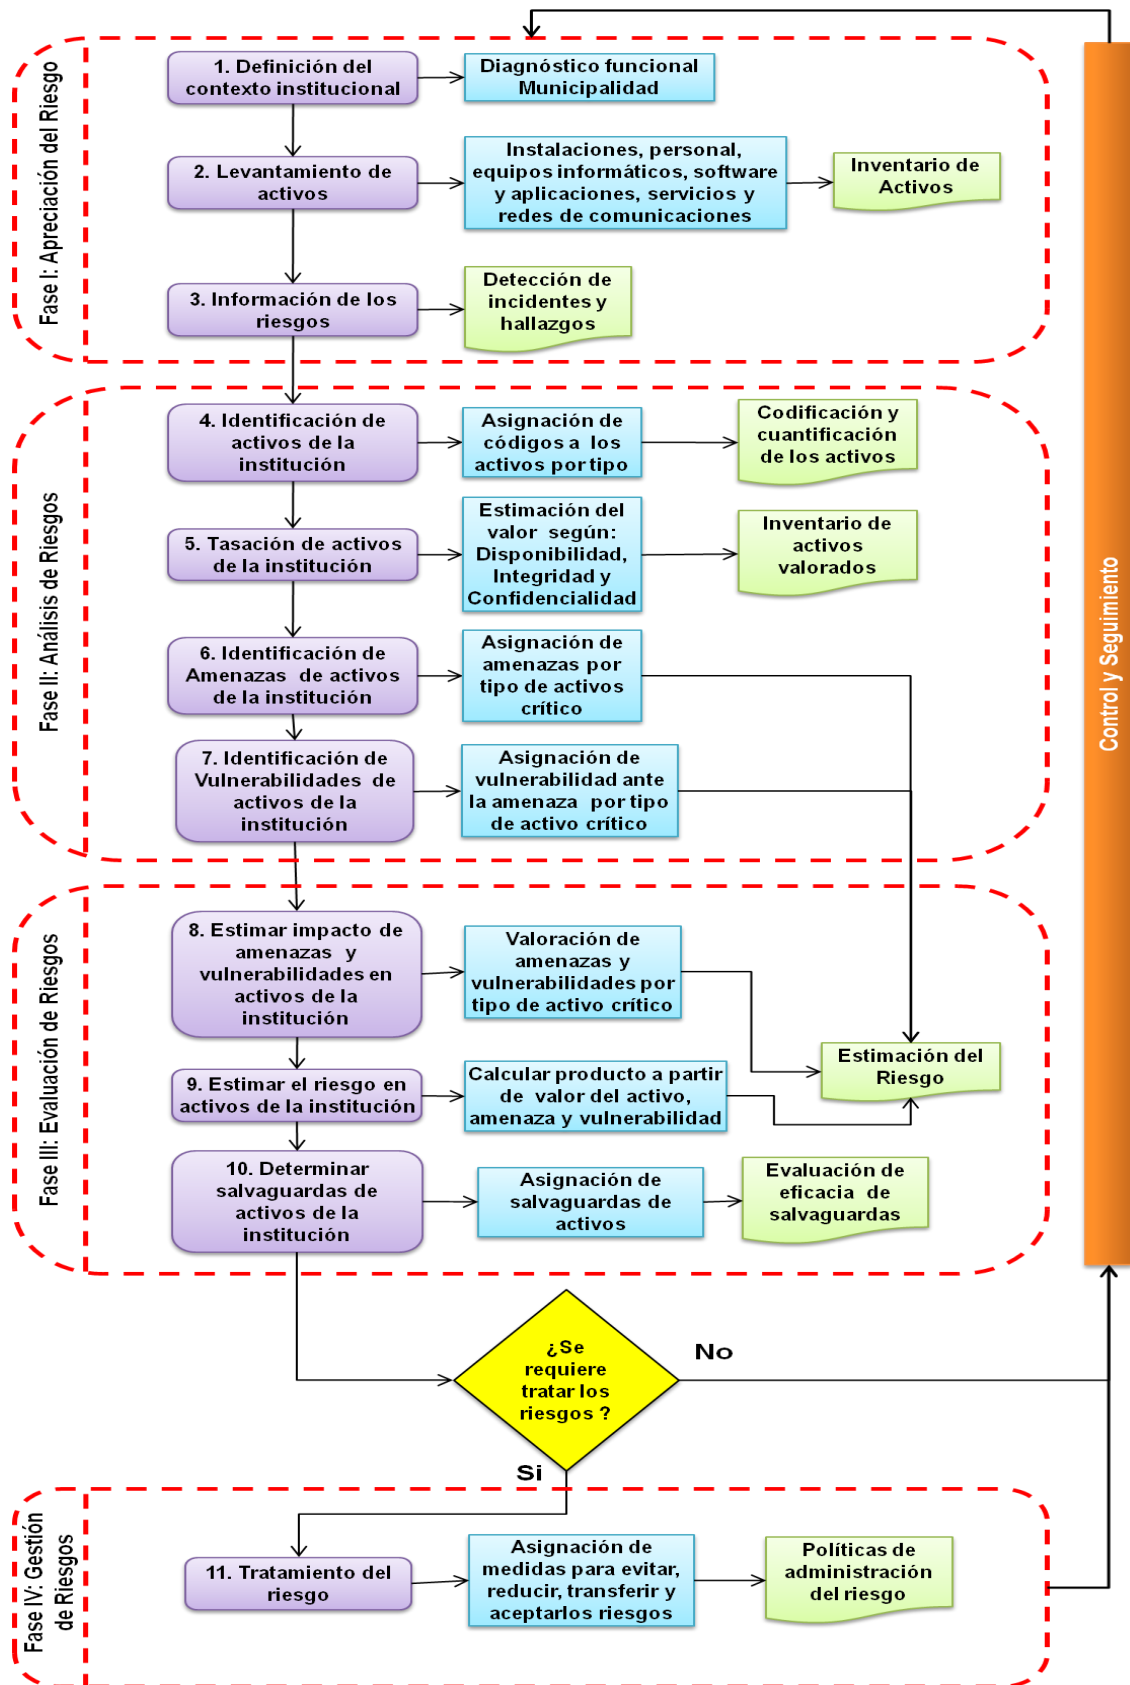 Fase I: Apreciación del Riesgo
1. Definición del
contexto institucional
Diagnóstico funcional
Municipalidad
2. Levantamiento de
activos
Instalaciones, personal,
equipos informáticos, software
y aplicaciones, servicios y
redes de comunicaciones
Inventario de
Activos
3. Información de los
riesgos
Detección de
incidentes y
hallazgos
Fase II: Análisis de Riesgos
4. Identificación de
activos de la
institución
Asignación de
códigos a los
activos por tipo
Codificación y
cuantificación
de los activos
5. Tasación de activos
de la institución
Estimación del
valor según:
Disponibilidad,
Integridad y
Confidencialidad
Inventario de
activos
valorados
6. Identificación de
Amenazas de activos
de la institución
Asignación de
amenazas por
tipo de activos
crítico
7. Identificación de
Vulnerabilidades de
activos de la
institución
Asignación de
vulnerabilidad ante
la amenaza por tipo
de activo crítico
Control y Seguimiento
Fase III: Evaluación de Riesgos
8. Estimar impacto de
amenazas y
vulnerabilidades en
activos de la
institución
Valoración de
amenazas y
vulnerabilidades por
tipo de activo crítico
Estimación del
Riesgo
9. Estimar el riesgo en
activos de la institución
Calcular producto a partir
de valor del activo,
amenaza y vulnerabilidad
10. Determinar
salvaguardas de
activos de la
institución
Asignación de
salvaguardas de
activos
Evaluación de
eficacia de
salvaguardas
¿Se
requiere
tratar los
riesgos ?
No
Si
Fase IV: Gestión
de Riesgos
11. Tratamiento del
riesgo
Asignación de
medidas para evitar,
reducir, transferir y
aceptarlos riesgos
Políticas de
administración
del riesgo